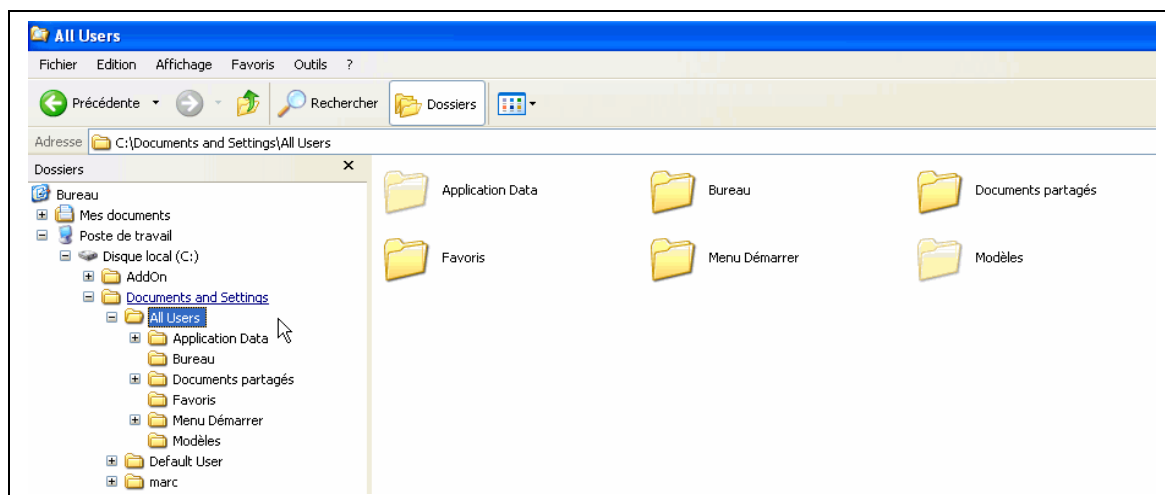 All Users
Fichier Edition Affichage Favoris Outils ?
Précédente Rechercher Dossiers
Adresse C:\Documents and Settings\All Users
Dossiers
Bureau
Mes documents
Poste de travail
Disque local (C:)
AddOn
Documents and Settings
All Users
Application Data
Bureau
Documents partagés
Favoris
Menu Démarrer
Modèles
Default User
marc
Application Data Bureau Documents partagés
Favoris Menu Démarrer Modèles